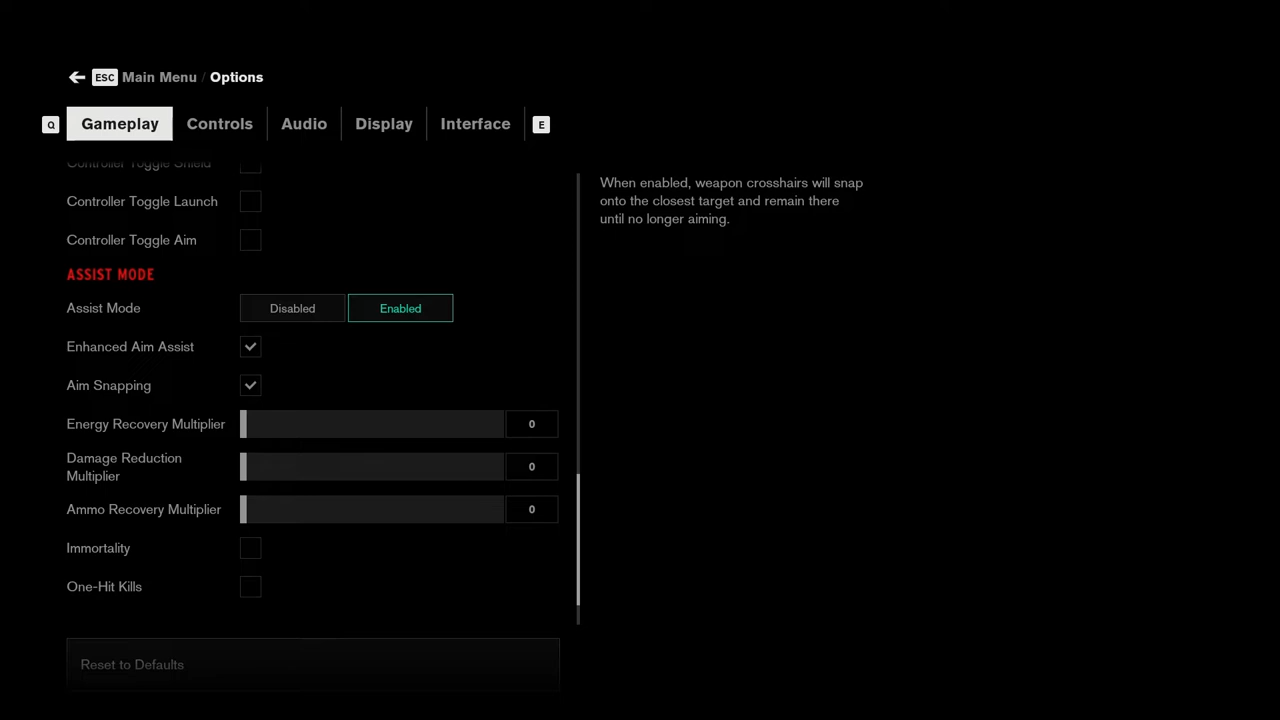 ESC Main Menu / Options
Q Gameplay Controls Audio Display Interface E
Controller Toggle Shield
Controller Toggle Launch
Controller Toggle Aim
ASSIST MODE
Assist Mode Disabled Enabled
Enhanced Aim Assist
Aim Snapping
Energy Recovery Multiplier 0
Damage Reduction
Multiplier 0
Ammo Recovery Multiplier 0
Immortality
One-Hit Kills
Reset to Defaults
When enabled, weapon crosshairs will snap
onto the closest target and remain there
until no longer aiming.